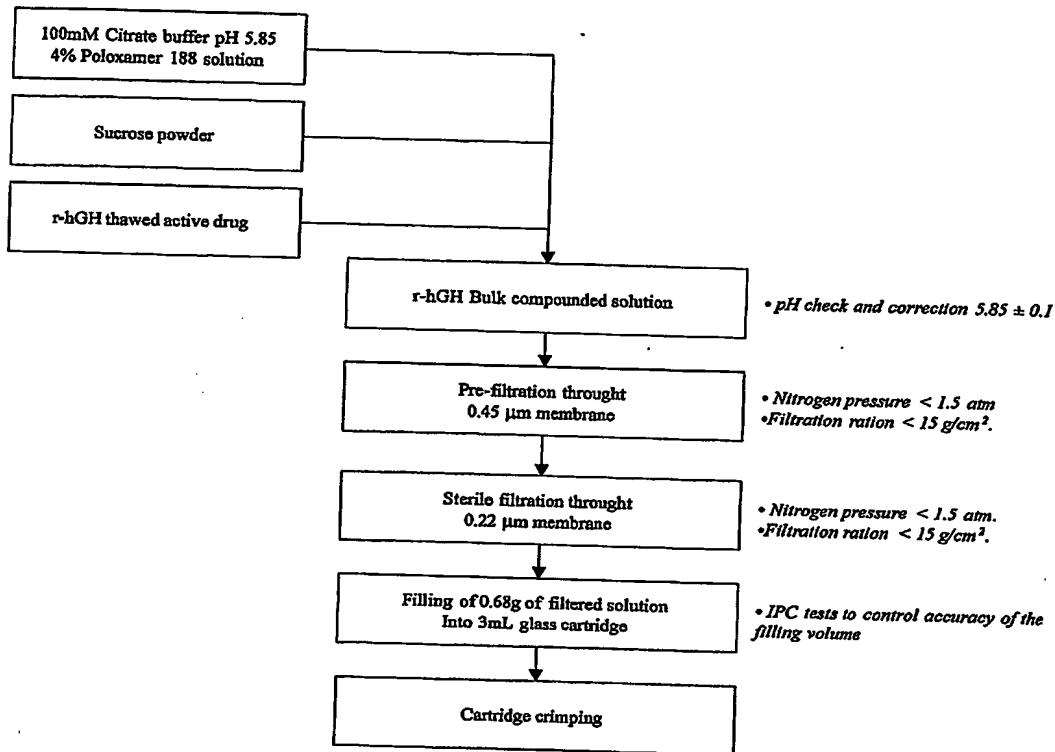 100mM Citrate buffer pH 5.85
4% Poloxamer 188 solution
Sucrose powder
r-hGH thawed active drug
r-hGH Bulk compounded solution
• pH check and correction 5.85 ± 0.1
Pre-filtration throught
0.45 µm membrane
• Nitrogen pressure < 1.5 atm
•Filtration ration < 15 g/cm².
Sterile filtration throught
0.22 µm membrane
• Nitrogen pressure < 1.5 atm.
•Filtration ration < 15 g/cm².
Filling of 0.68g of filtered solution
Into 3mL glass cartridge
• IPC tests to control accuracy of the
filling volume
Cartridge crimping